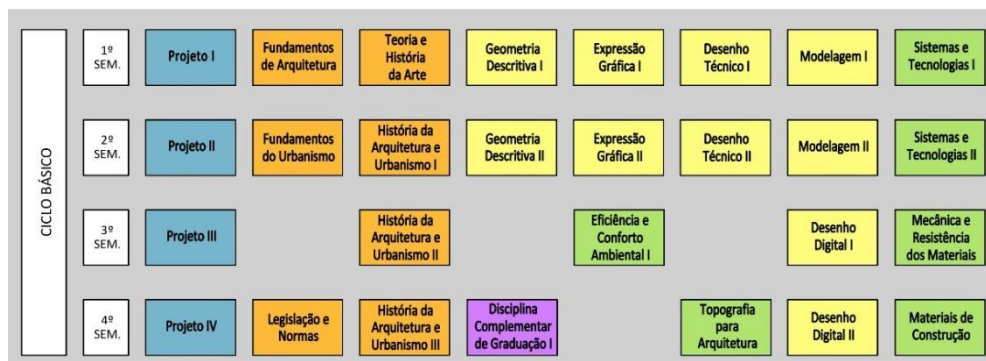 CICLO BÁSICO
1º
SEM.
Projeto I
Fundamentos
de Arquitetura
Teoria e
História
da Arte
Geometria
Descritiva I
Expressão
Gráfica I
Desenho
Técnico I
Modelagem I
Sistemas e
Tecnologias I
2º
SEM.
Projeto II
Fundamentos
do Urbanismo
História da
Arquitetura e
Urbanismo I
Geometria
Descritiva II
Expressão
Gráfica II
Desenho
Técnico II
Modelagem II
Sistemas e
Tecnologias II
3º
SEM.
Projeto III
História da
Arquitetura e
Urbanismo II
Eficiência e
Conforto
Ambiental I
Desenho
Digital I
Mecânica e
Resistência
dos Materiais
4º
SEM.
Projeto IV
Legislação e
Normas
História da
Arquitetura e
Urbanismo III
Disciplina
Complementar
de Graduação I
Topografia
para
Arquitetura
Desenho
Digital II
Materiais de
Construção